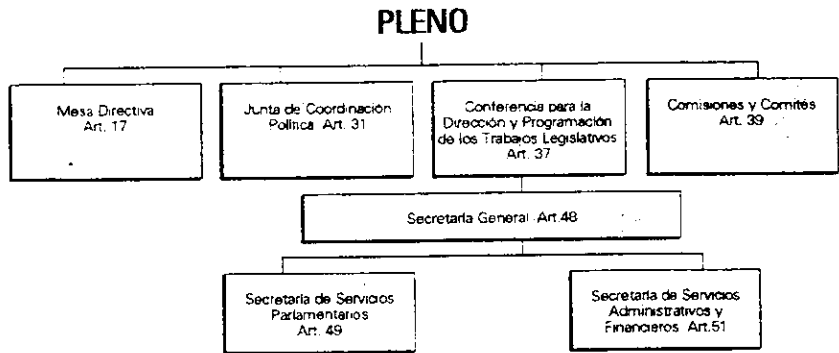 PLENO
Mesa Directiva
Art. 17
Junta de Coordinación
Política Art. 31
Conferencia para la
Dirección y Programación
de los Trabajos Legislativos
Art. 37
Comisiones y Comités
Art. 39
Secretaría General Art.48
Secretaría de Servicios
Parlamentarios
Art. 49
Secretaría de Servicios
Administrativos y
Financieros Art.51